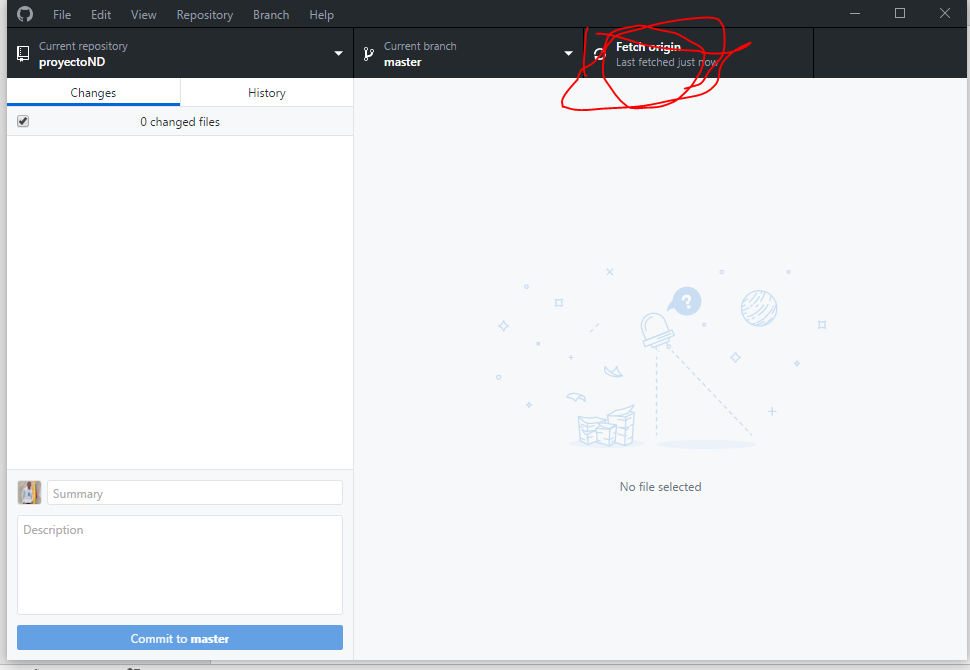 File Edit View Repository Branch Help
Current repository
proyectoND
Current branch
master
Fetch origin
Last fetched just now
Changes History
0 changed files
?
No file selected
Summary
Description
Commit to master